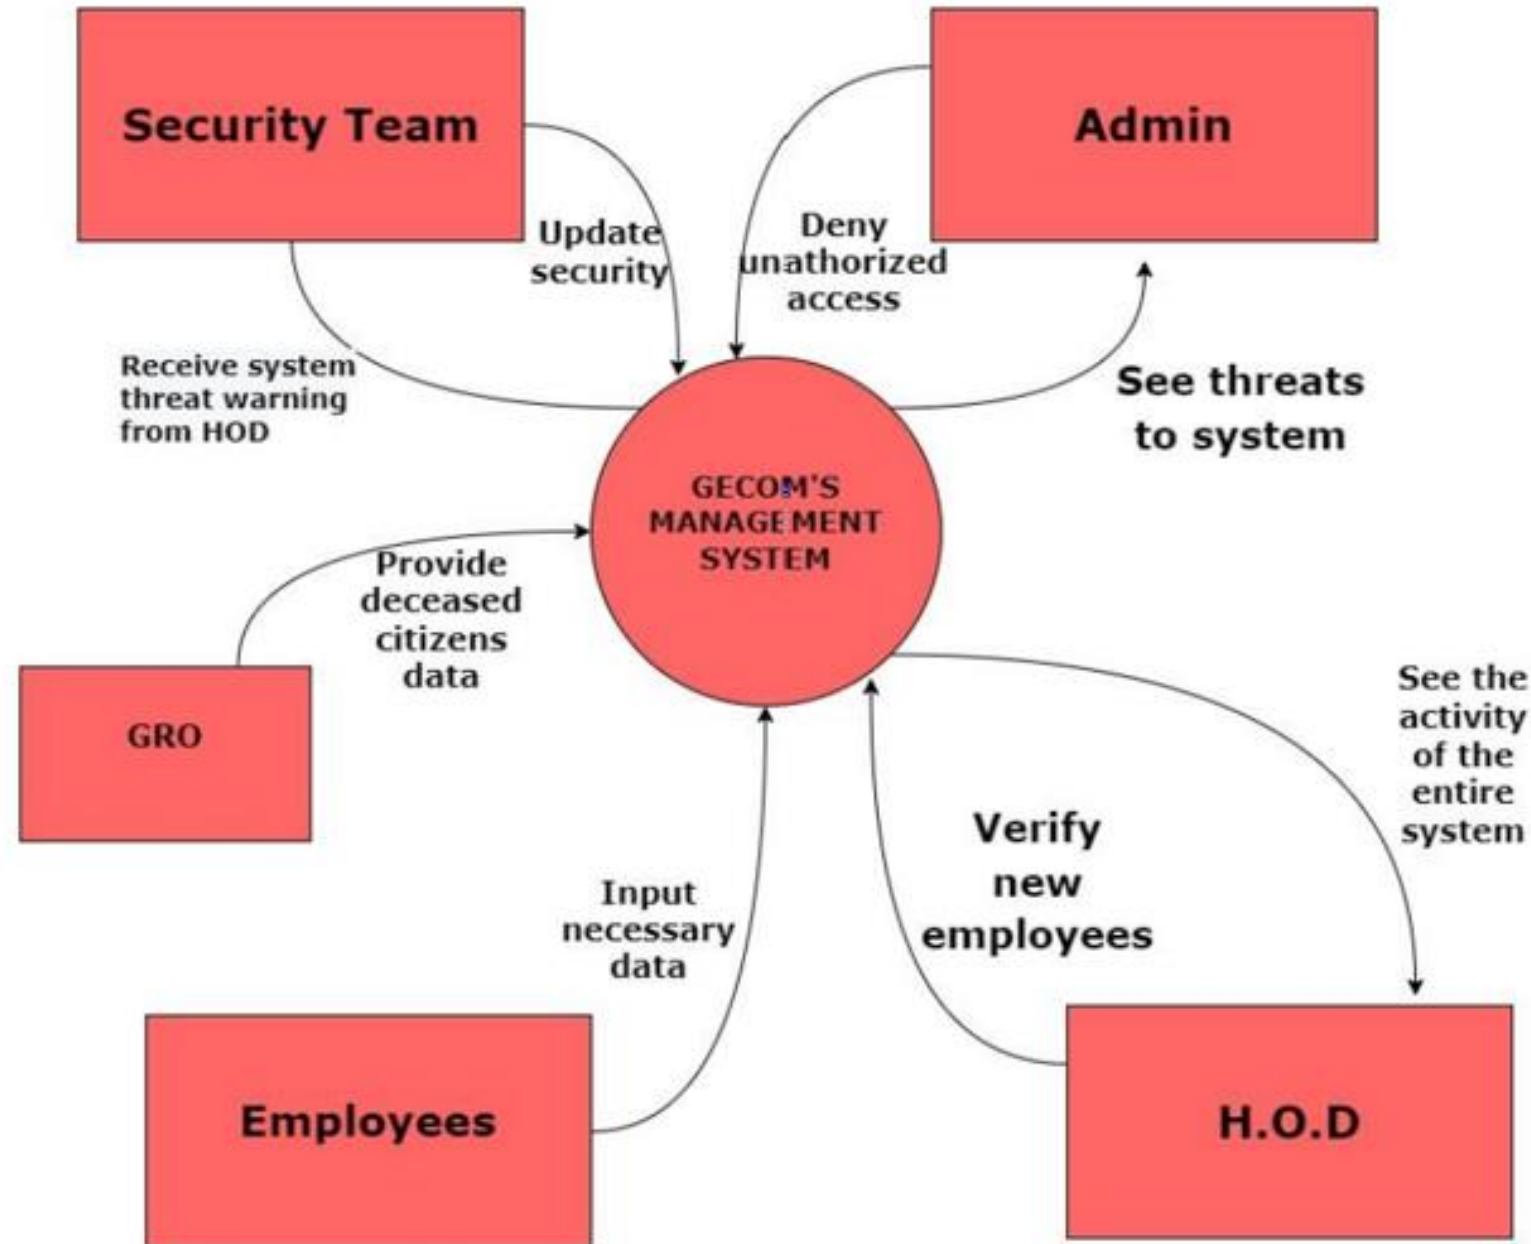 Security Team
Admin
Update
security
Deny
unathorized
access
Receive system
threat warning
from HOD
See threats
to system
GECOM'S
MANAGEMENT
SYSTEM
Provide
deceased
citizens
data
GRO
See the
activity
of the
entire
system
Verify
new
employees
Input
necessary
data
Employees
H.O.D